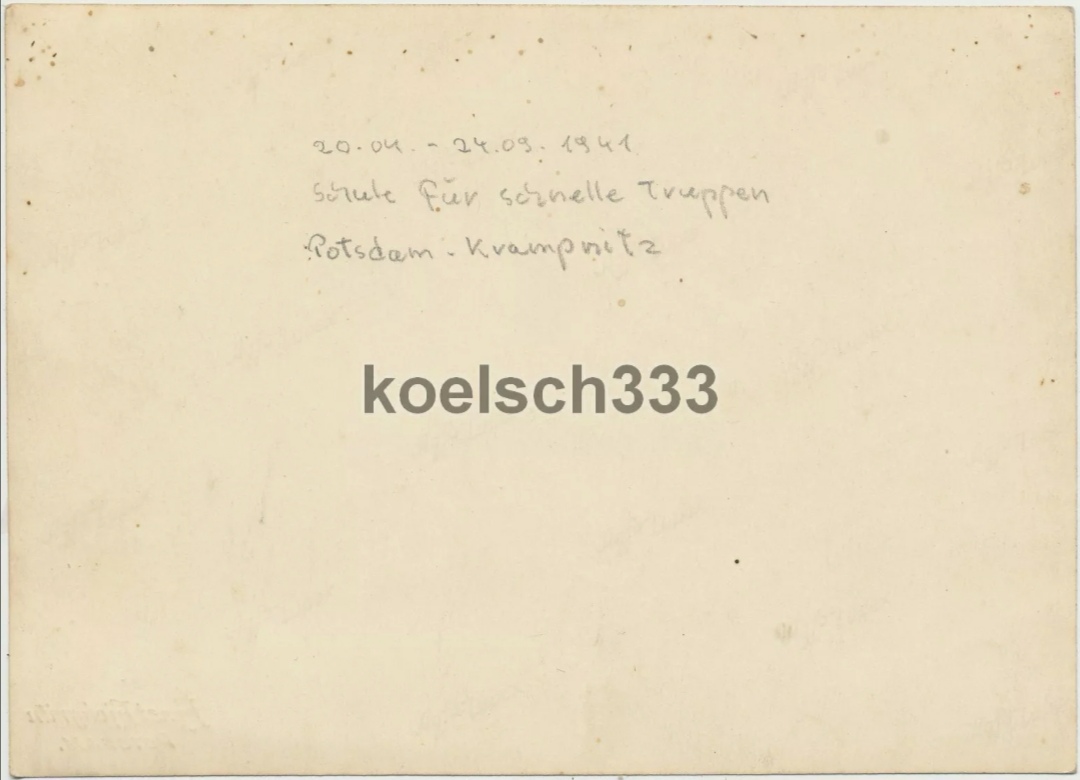 20.04. - 24.09. 1941
Schule für schnelle Truppen
Potsdam - Krampnitz
koelsch333